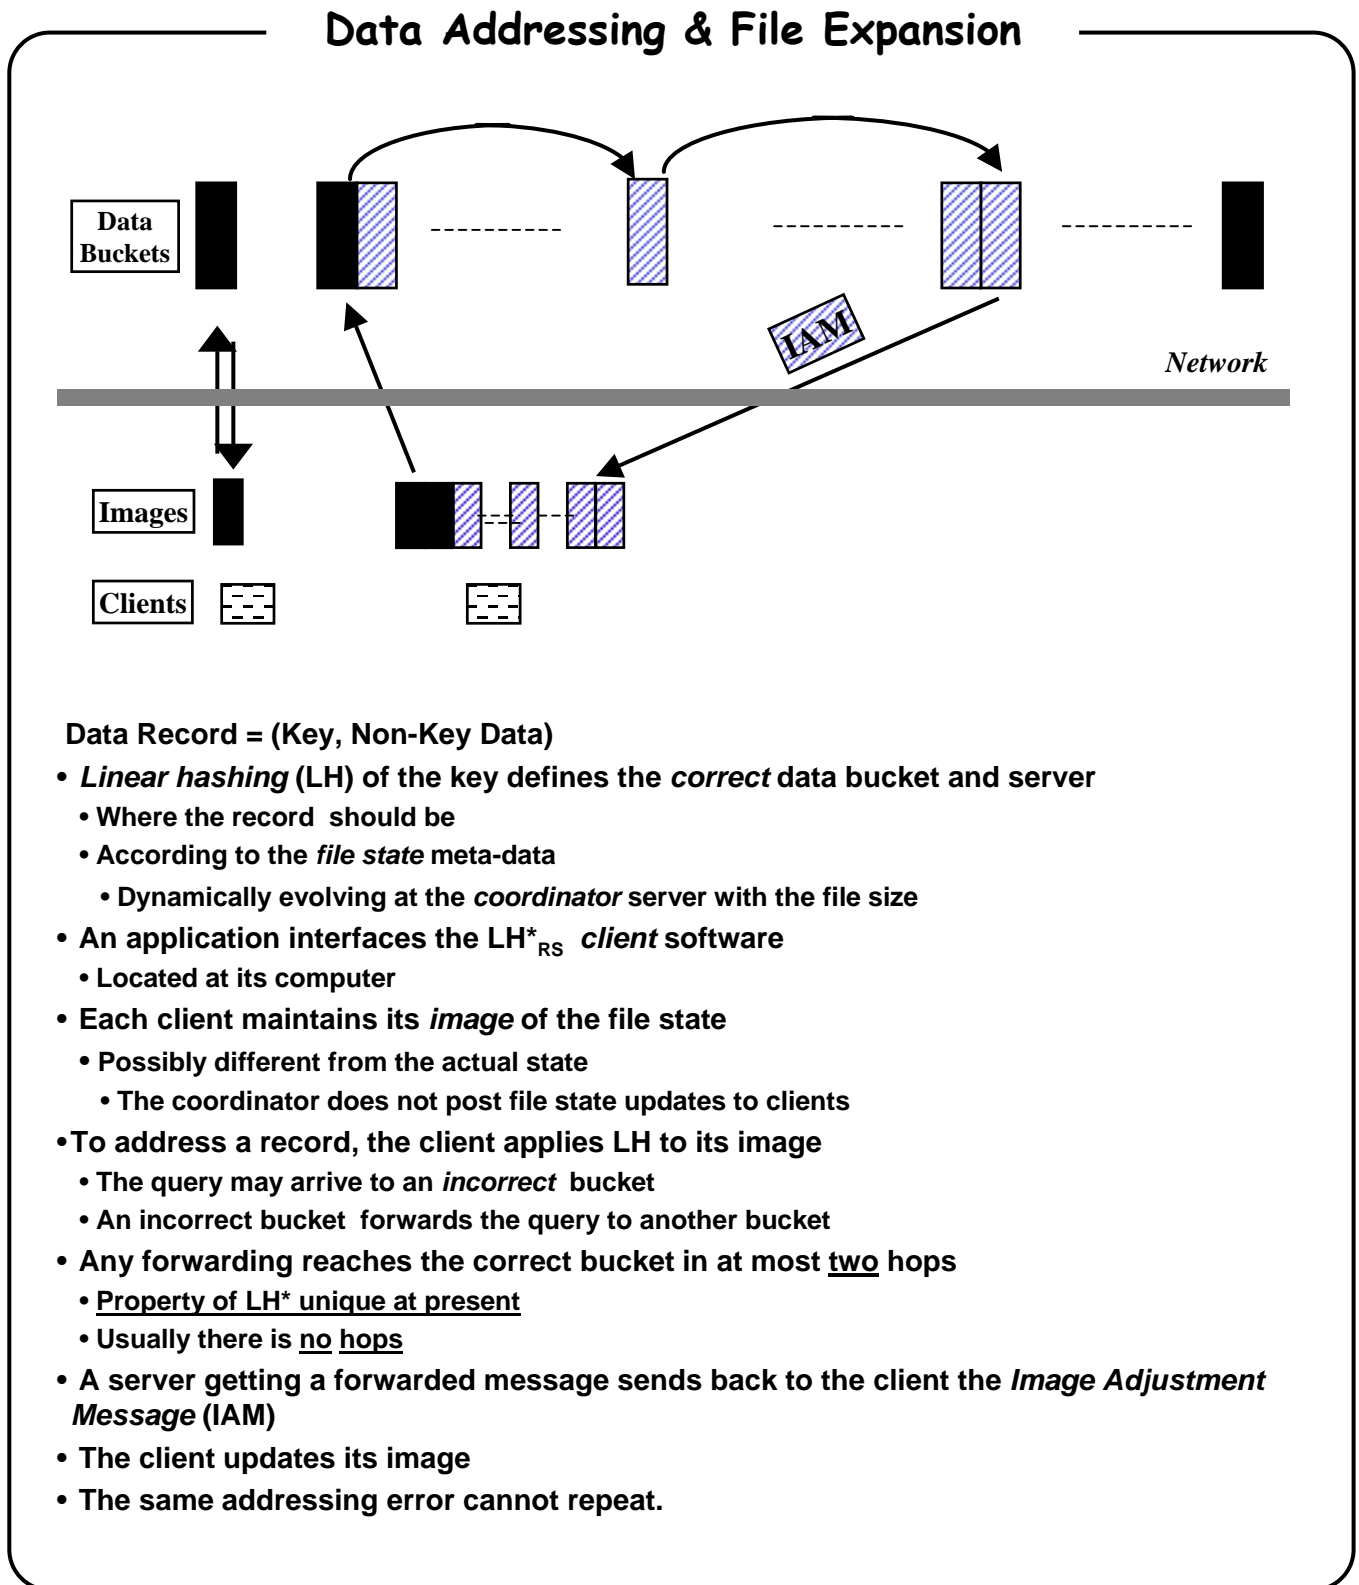 Data Addressing & File Expansion
Data
Buckets
IAM
Network
Images
Clients
Data Record = (Key, Non-Key Data)
• Linear hashing (LH) of the key defines the correct data bucket and server
• Where the record should be
• According to the file state meta-data
• Dynamically evolving at the coordinator server with the file size
• An application interfaces the LH*RS client software
• Located at its computer
• Each client maintains its image of the file state
• Possibly different from the actual state
• The coordinator does not post file state updates to clients
•To address a record, the client applies LH to its image
• The query may arrive to an incorrect bucket
• An incorrect bucket forwards the query to another bucket
• Any forwarding reaches the correct bucket in at most two hops
• Property of LH* unique at present
• Usually there is no hops
• A server getting a forwarded message sends back to the client the Image Adjustment
Message (IAM)
• The client updates its image
• The same addressing error cannot repeat.